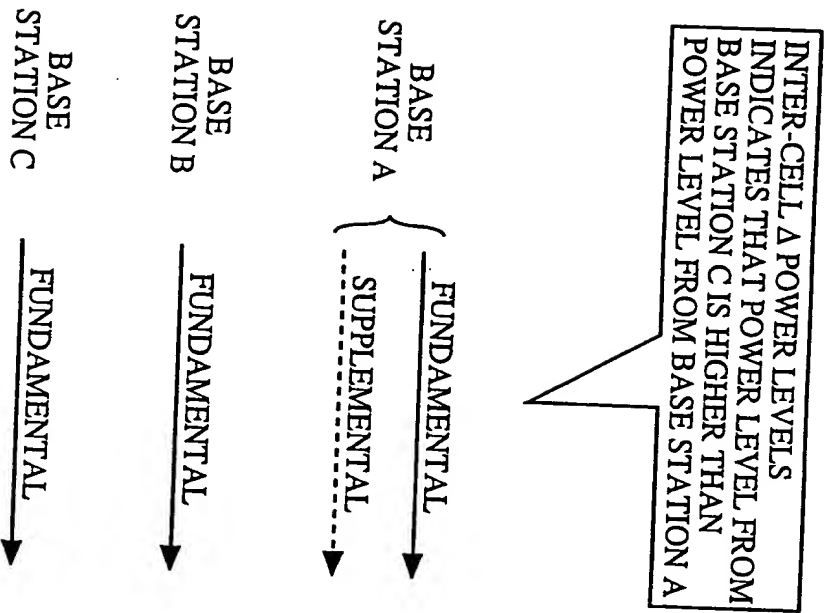 INTER-CELL Δ POWER LEVELS
INDICATES THAT POWER LEVEL FROM
BASE STATION C IS HIGHER THAN
POWER LEVEL FROM BASE STATION A
BASE
STATION A
FUNDAMENTAL
SUPPLEMENTAL
BASE
STATION B
FUNDAMENTAL
BASE
STATION C
FUNDAMENTAL